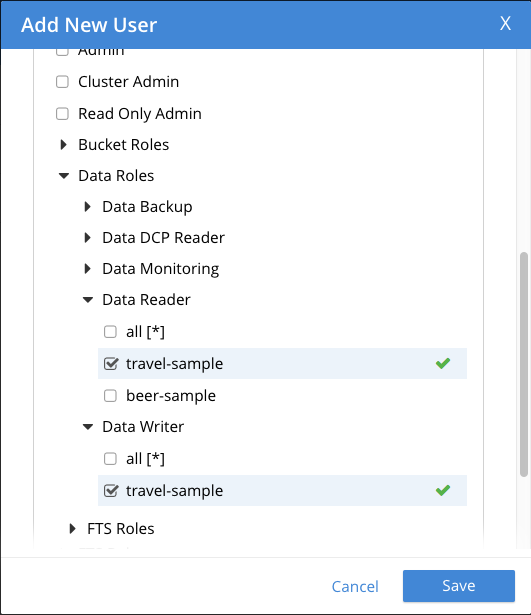 Add New User X
Admin
Cluster Admin
Read Only Admin
Bucket Roles
Data Roles
Data Backup
Data DCP Reader
Data Monitoring
Data Reader
all [*]
travel-sample
beer-sample
Data Writer
all [*]
travel-sample
FTS Roles
Cancel Save